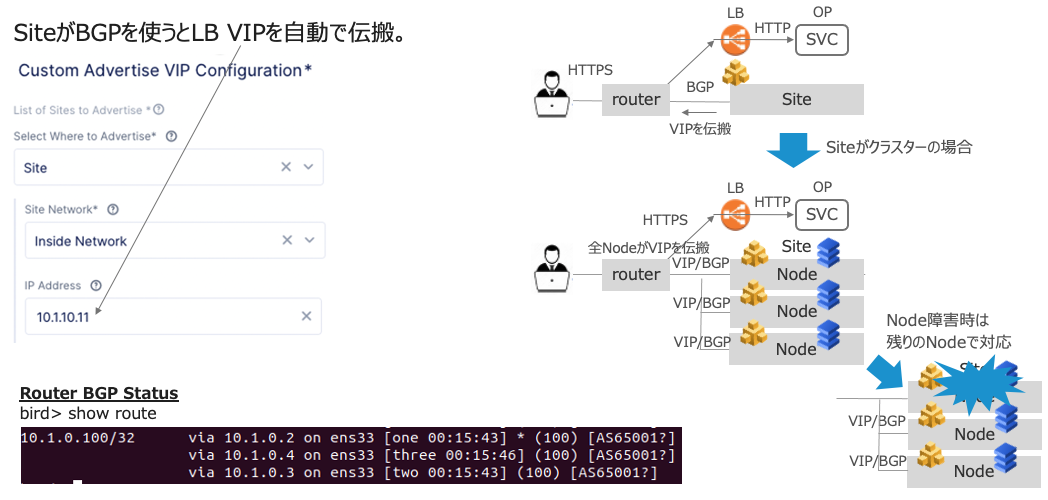 SiteがBGPを使うとLB VIPを自動で伝搬。
Custom Advertise VIP Configuration*
List of Sites to Advertise *
Select Where to Advertise*
Site
Site Network*
Inside Network
IP Address
10.1.10.11
Router BGP Status
bird> show route
10.1.0.100/32 via 10.1.0.2 on ens33 [one 00:15:43] * (100) [AS65001?]
via 10.1.0.4 on ens33 [three 00:15:46] (100) [AS65001?]
via 10.1.0.3 on ens33 [two 00:15:43] (100) [AS65001?]
LB
OP
HTTP
SVC
HTTPS
router
BGP
Site
VIPを伝搬
Siteがクラスターの場合
LB
OP
HTTP
SVC
HTTPS
全NodeがVIPを伝搬
Site
router
VIP/BGP
Node
VIP/BGP
Node
VIP/BGP
Node
Node障害時は
残りのNodeで対応
VIP/BGP
Node
VIP/BGP
Node